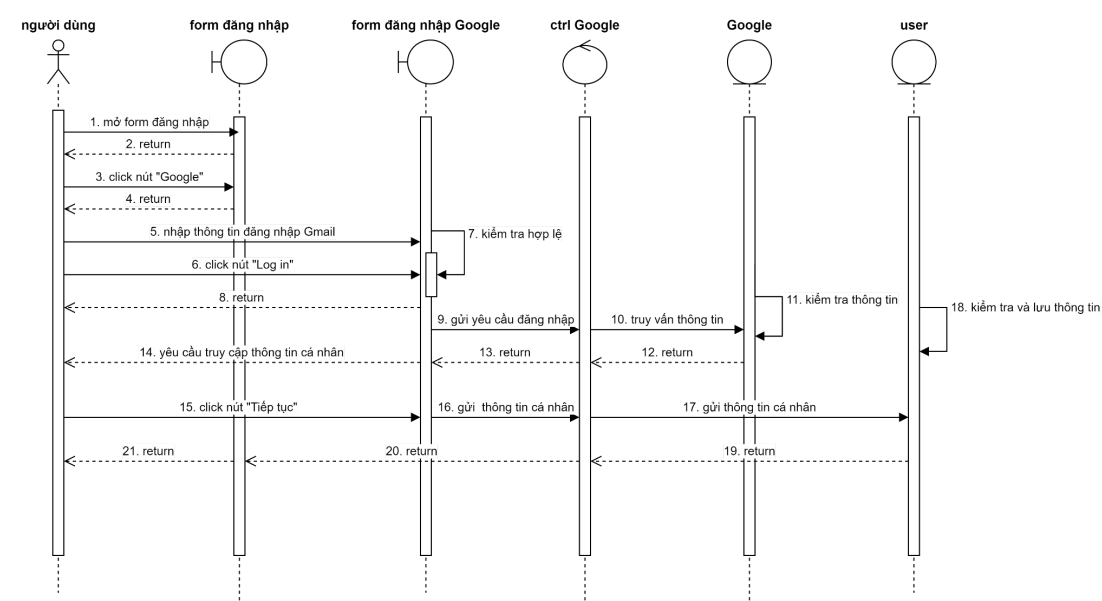 người dùng
form đăng nhập
form đăng nhập Google
ctrl Google
Google
user
1. mở form đăng nhập
2. return
3. click nút "Google"
4. return
5. nhập thông tin đăng nhập Gmail
7. kiểm tra hợp lệ
6. click nút "Log in"
8. return
11. kiểm tra thông tin
18. kiểm tra và lưu thông tin
9. gửi yêu cầu đăng nhập
10. truy vấn thông tin
14. yêu cầu truy cập thông tin cá nhân
13. return
12. return
15. click nút "Tiếp tục"
16. gửi thông tin cá nhân
17. gửi thông tin cá nhân
21. return
20. return
19. return